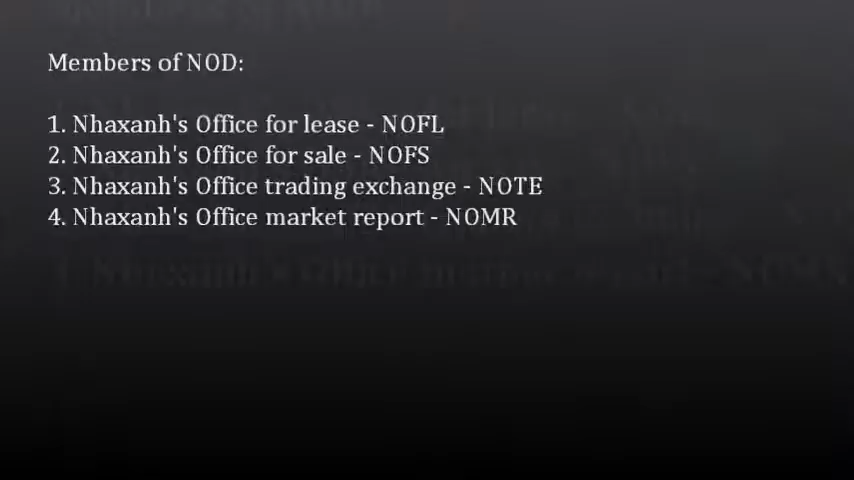 Members of NOD:
1. Nhaxanh's Office for lease - NOFL
2. Nhaxanh's Office for sale - NOFS
3. Nhaxanh's Office trading exchange - NOTE
4. Nhaxanh's Office market report - NOMR